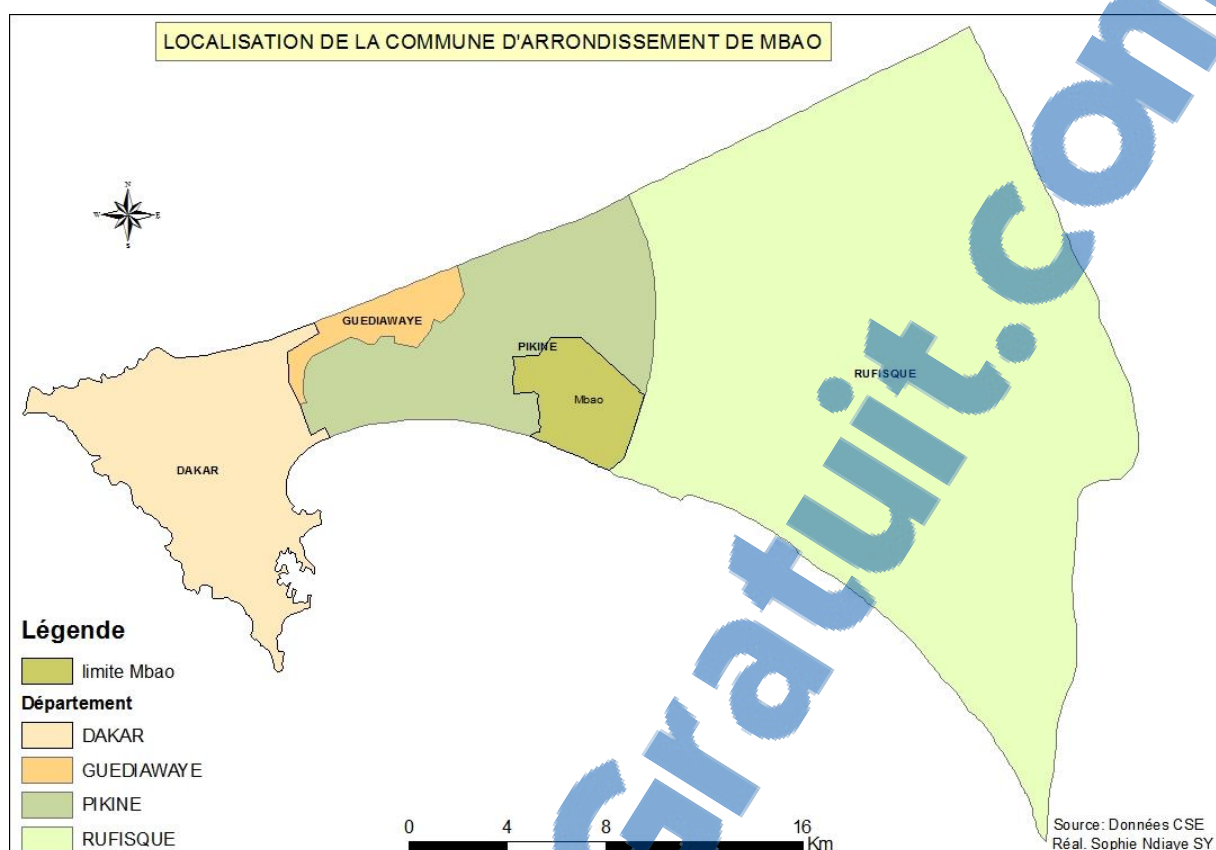 LOCALISATION DE LA COMMUNE D'ARRONDISSEMENT DE MBAO
N
W E
S
GUEDIAWAYE
PIKINE
RUFISQUE
Mbao
DAKAR
Légende
limite Mbao
Département
DAKAR
GUEDIAWAYE
PIKINE
RUFISQUE
0 4 8 16
Km
Source: Données CSE
Réal. Sophie Ndiaye SY
Gratuit.com